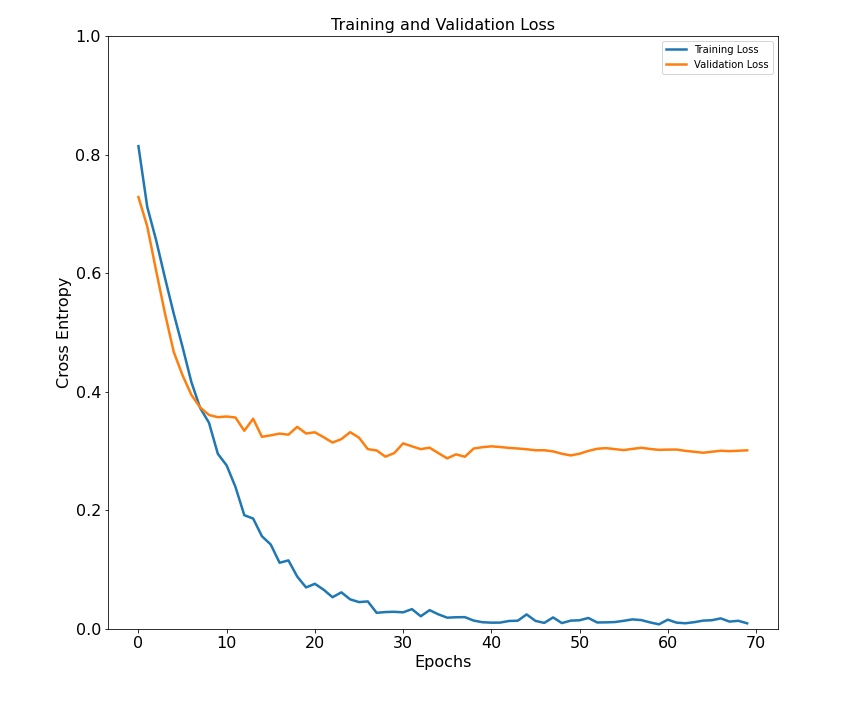 Training and Validation Loss
Training Loss
Validation Loss
1.0
0.8
0.6
0.4
0.2
0.0
Cross Entropy
0 10 20 30 40 50 60 70
Epochs